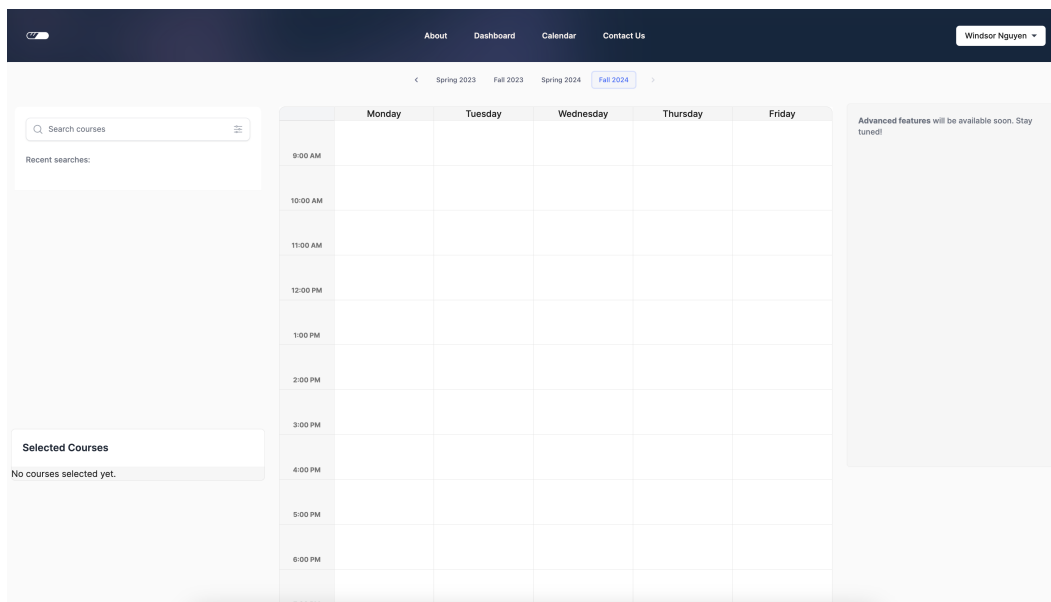 About Dashboard Calendar Contact Us Windsor Nguyen
Spring 2023 Fall 2023 Spring 2024 Fall 2024
Search courses
Recent searches:
Selected Courses
No courses selected yet.
Monday Tuesday Wednesday Thursday Friday
9:00 AM
10:00 AM
11:00 AM
12:00 PM
1:00 PM
2:00 PM
3:00 PM
4:00 PM
5:00 PM
6:00 PM
Advanced features will be available soon. Stay
tuned!